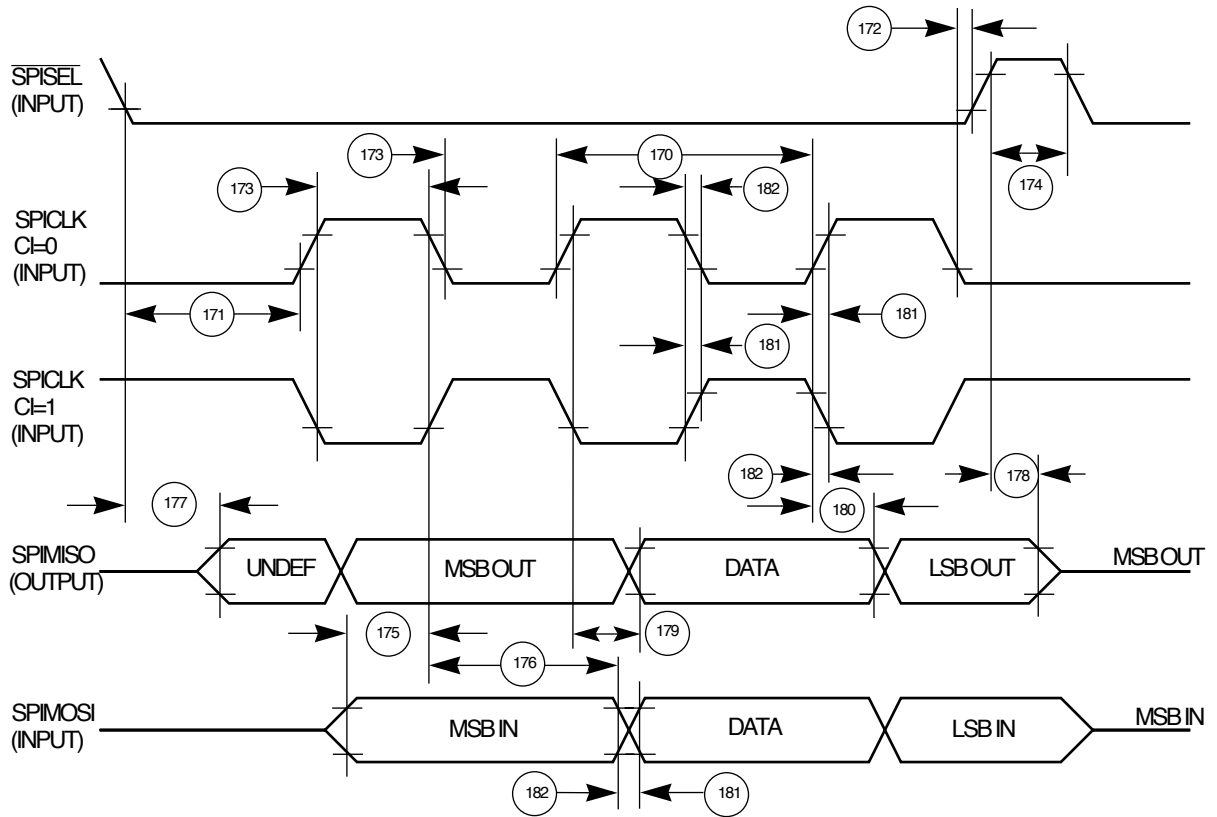 172
SPISEL
(INPUT)
173
170
173
182
174
SPICLK
CI=0
(INPUT)
171
181
181
SPICLK
CI=1
(INPUT)
182
178
177
180
SPIMISO
(OUTPUT)
UNDEF
MSB OUT
DATA
LSB OUT
MSB OUT
175
179
176
SPIMOSI
(INPUT)
MSB IN
DATA
LSB IN
MSB IN
182
181